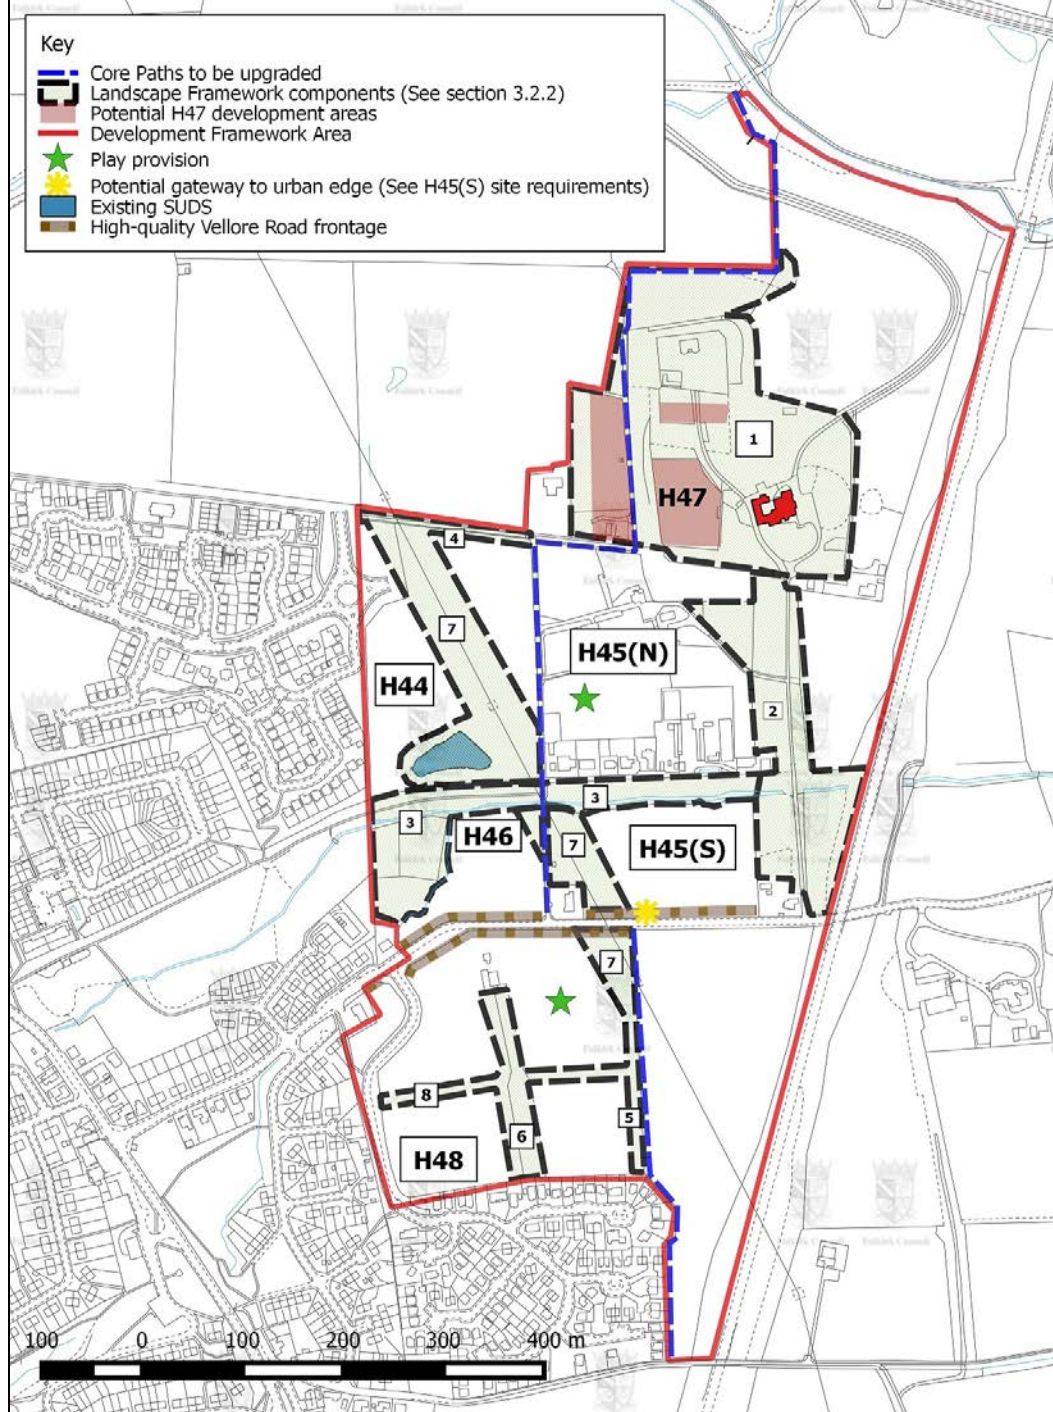 Key
Core Paths to be upgraded
Landscape Framework components (See section 3.2.2)
Potential H47 development areas
Development Framework Area
Play provision
Potential gateway to urban edge (See H45(S) site requirements)
Existing SUDS
High-quality Vellore Road frontage
1
H47
4
7
H45(N)
H44
2
3
3
7
H46
H45(S)
7
8
5
6
H48
100 0 100 200 300 400 m
Falkirk Council